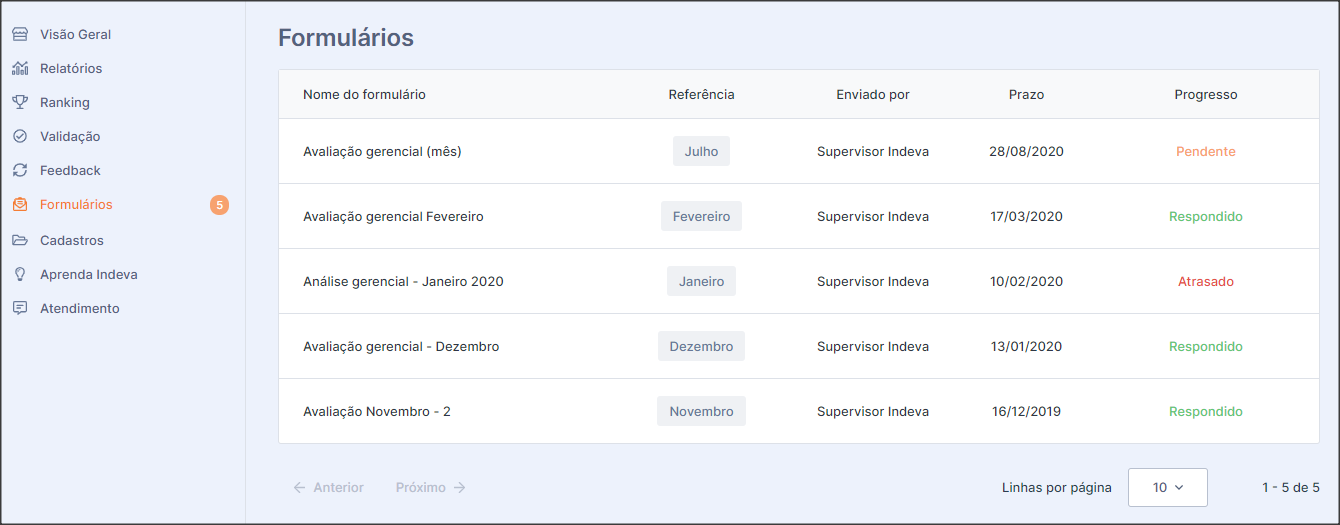 Visão Geral
Relatórios
Ranking
Validação
Feedback
Formulários 5
Cadastros
Aprenda Indeva
Atendimento
Formulários
Nome do formulário Referência Enviado por Prazo Progresso
Avaliação gerencial (mês) Julho Supervisor Indeva 28/08/2020 Pendente
Avaliação gerencial Fevereiro Fevereiro Supervisor Indeva 17/03/2020 Respondido
Análise gerencial - Janeiro 2020 Janeiro Supervisor Indeva 10/02/2020 Atrasado
Avaliação gerencial - Dezembro Dezembro Supervisor Indeva 13/01/2020 Respondido
Avaliação Novembro - 2 Novembro Supervisor Indeva 16/12/2019 Respondido
Anterior Próximo Linhas por página 10 1 - 5 de 5